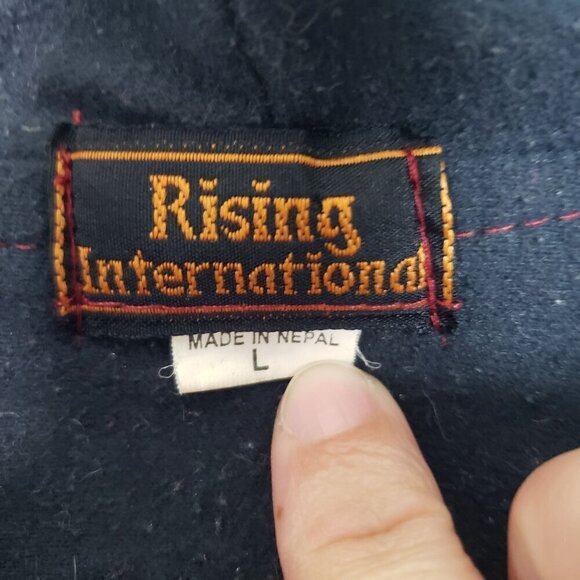 Rising
International
MADE IN NEPAL
L